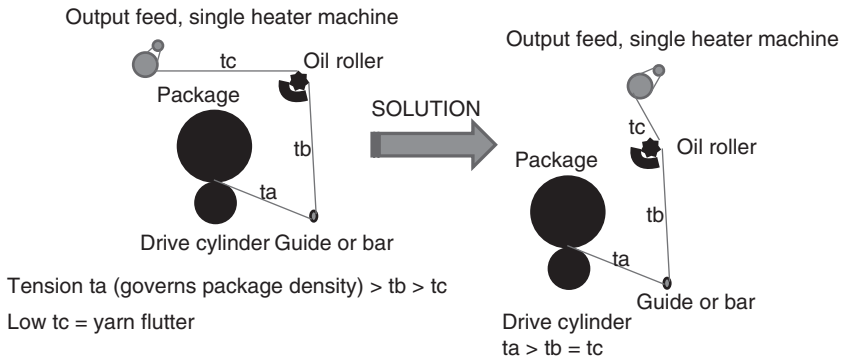 Output feed, single heater machine
tc
Oil roller
Package
tb
ta
Drive cylinder Guide or bar
Tension ta (governs package density) > tb > tc
Low tc = yarn flutter
SOLUTION
Output feed, single heater machine
tc
Oil roller
Package
tb
ta
Guide or bar
Drive cylinder
ta > tb = tc